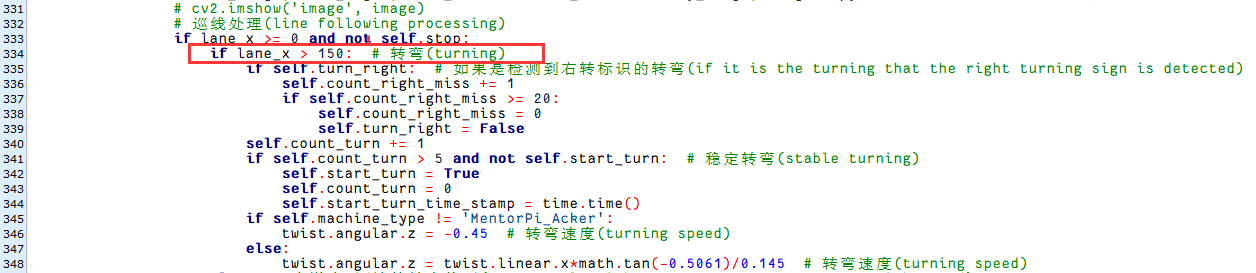 331 # cv2.imshow('image', image)
332 # 巡线处理(line following processing)
333 if lane_x >= 0 and not self.stop:
334 if lane_x > 150: # 转弯(turning)
335 if self.turn_right: # 如果是检测到右转标识的转弯(if it is the turning that the right turning sign is detected)
336 self.count_right_miss += 1
337 if self.count_right_miss >= 20:
338 self.count_right_miss = 0
339 self.turn_right = False
340 self.count_turn += 1
341 if self.count_turn > 5 and not self.start_turn: # 稳定转弯(stable turning)
342 self.start_turn = True
343 self.count_turn = 0
344 self.start_turn_time_stamp = time.time()
345 if self.machine_type != 'MentorPi_Acker':
346 twist.angular.z = -0.45 # 转弯速度(turning speed)
347 else:
348 twist.angular.z = twist.linear.x*math.tan(-0.5061)/0.145 # 转弯速度(turning speed)